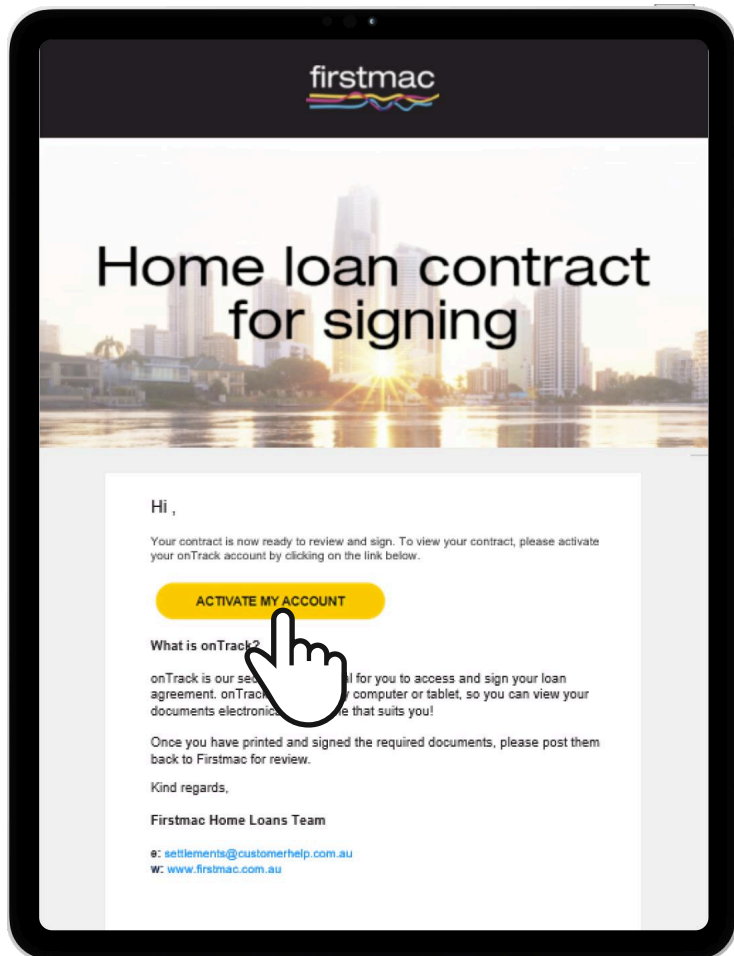 firstmac
Home loan contract
for signing
Hi ,
Your contract is now ready to review and sign. To view your contract, please activate
your onTrack account by clicking on the link below.
ACTIVATE MY ACCOUNT
What is onTrack?
onTrack is our l for you to access and sign your loan
agreement. computer or tablet, so you can view your
documents that suits you!
Once you have printed and signed the required documents, please post them
back to Firstmac for review.
Kind regards,
Firstmac Home Loans Team
e: settlements@customerhelp.com.au
w: www.firstmac.com.au